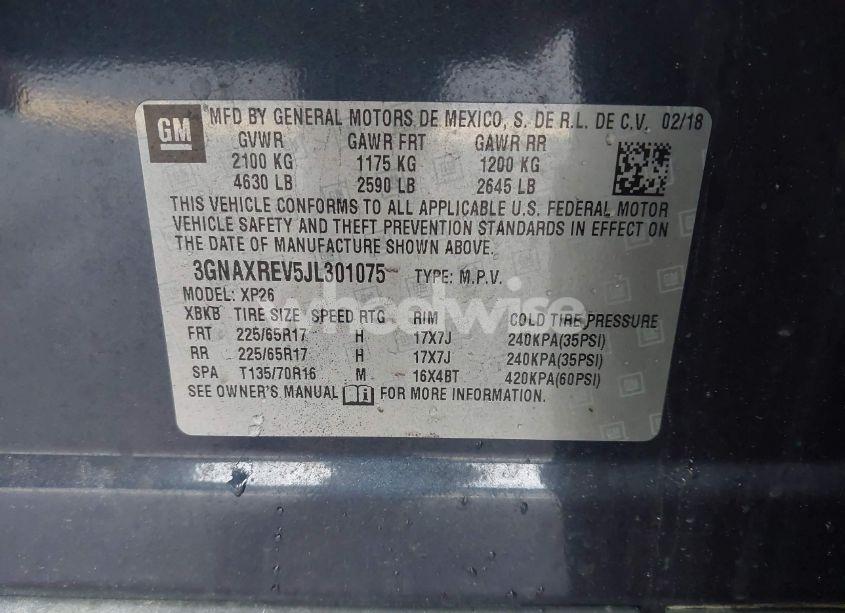 GM
MFD BY GENERAL MOTORS DE MEXICO, S. DE R.L. DE C.V. 02/18
GVWR GAWR FRT GAWR RR
2100 KG 1175 KG 1200 KG
4630 LB 2590 LB 2645 LB
THIS VEHICLE CONFORMS TO ALL APPLICABLE U.S. FEDERAL MOTOR
VEHICLE SAFETY AND THEFT PREVENTION STANDARDS IN EFFECT ON
THE DATE OF MANUFACTURE SHOWN ABOVE.
3GNAXREV5JL301075 TYPE: M.P.V.
MODEL: XP26
wheelwise
XBKB TIRE SIZE SPEED RTG RIM COLD TIRE PRESSURE
FRT 225/65R17 H 17X7J 240KPA(35PSI)
RR 225/65R17 H 17X7J 240KPA(35PSI)
SPA T135/70R16 M 16X4BT 420KPA(60PSI)
SEE OWNER'S MANUAL FOR MORE INFORMATION.